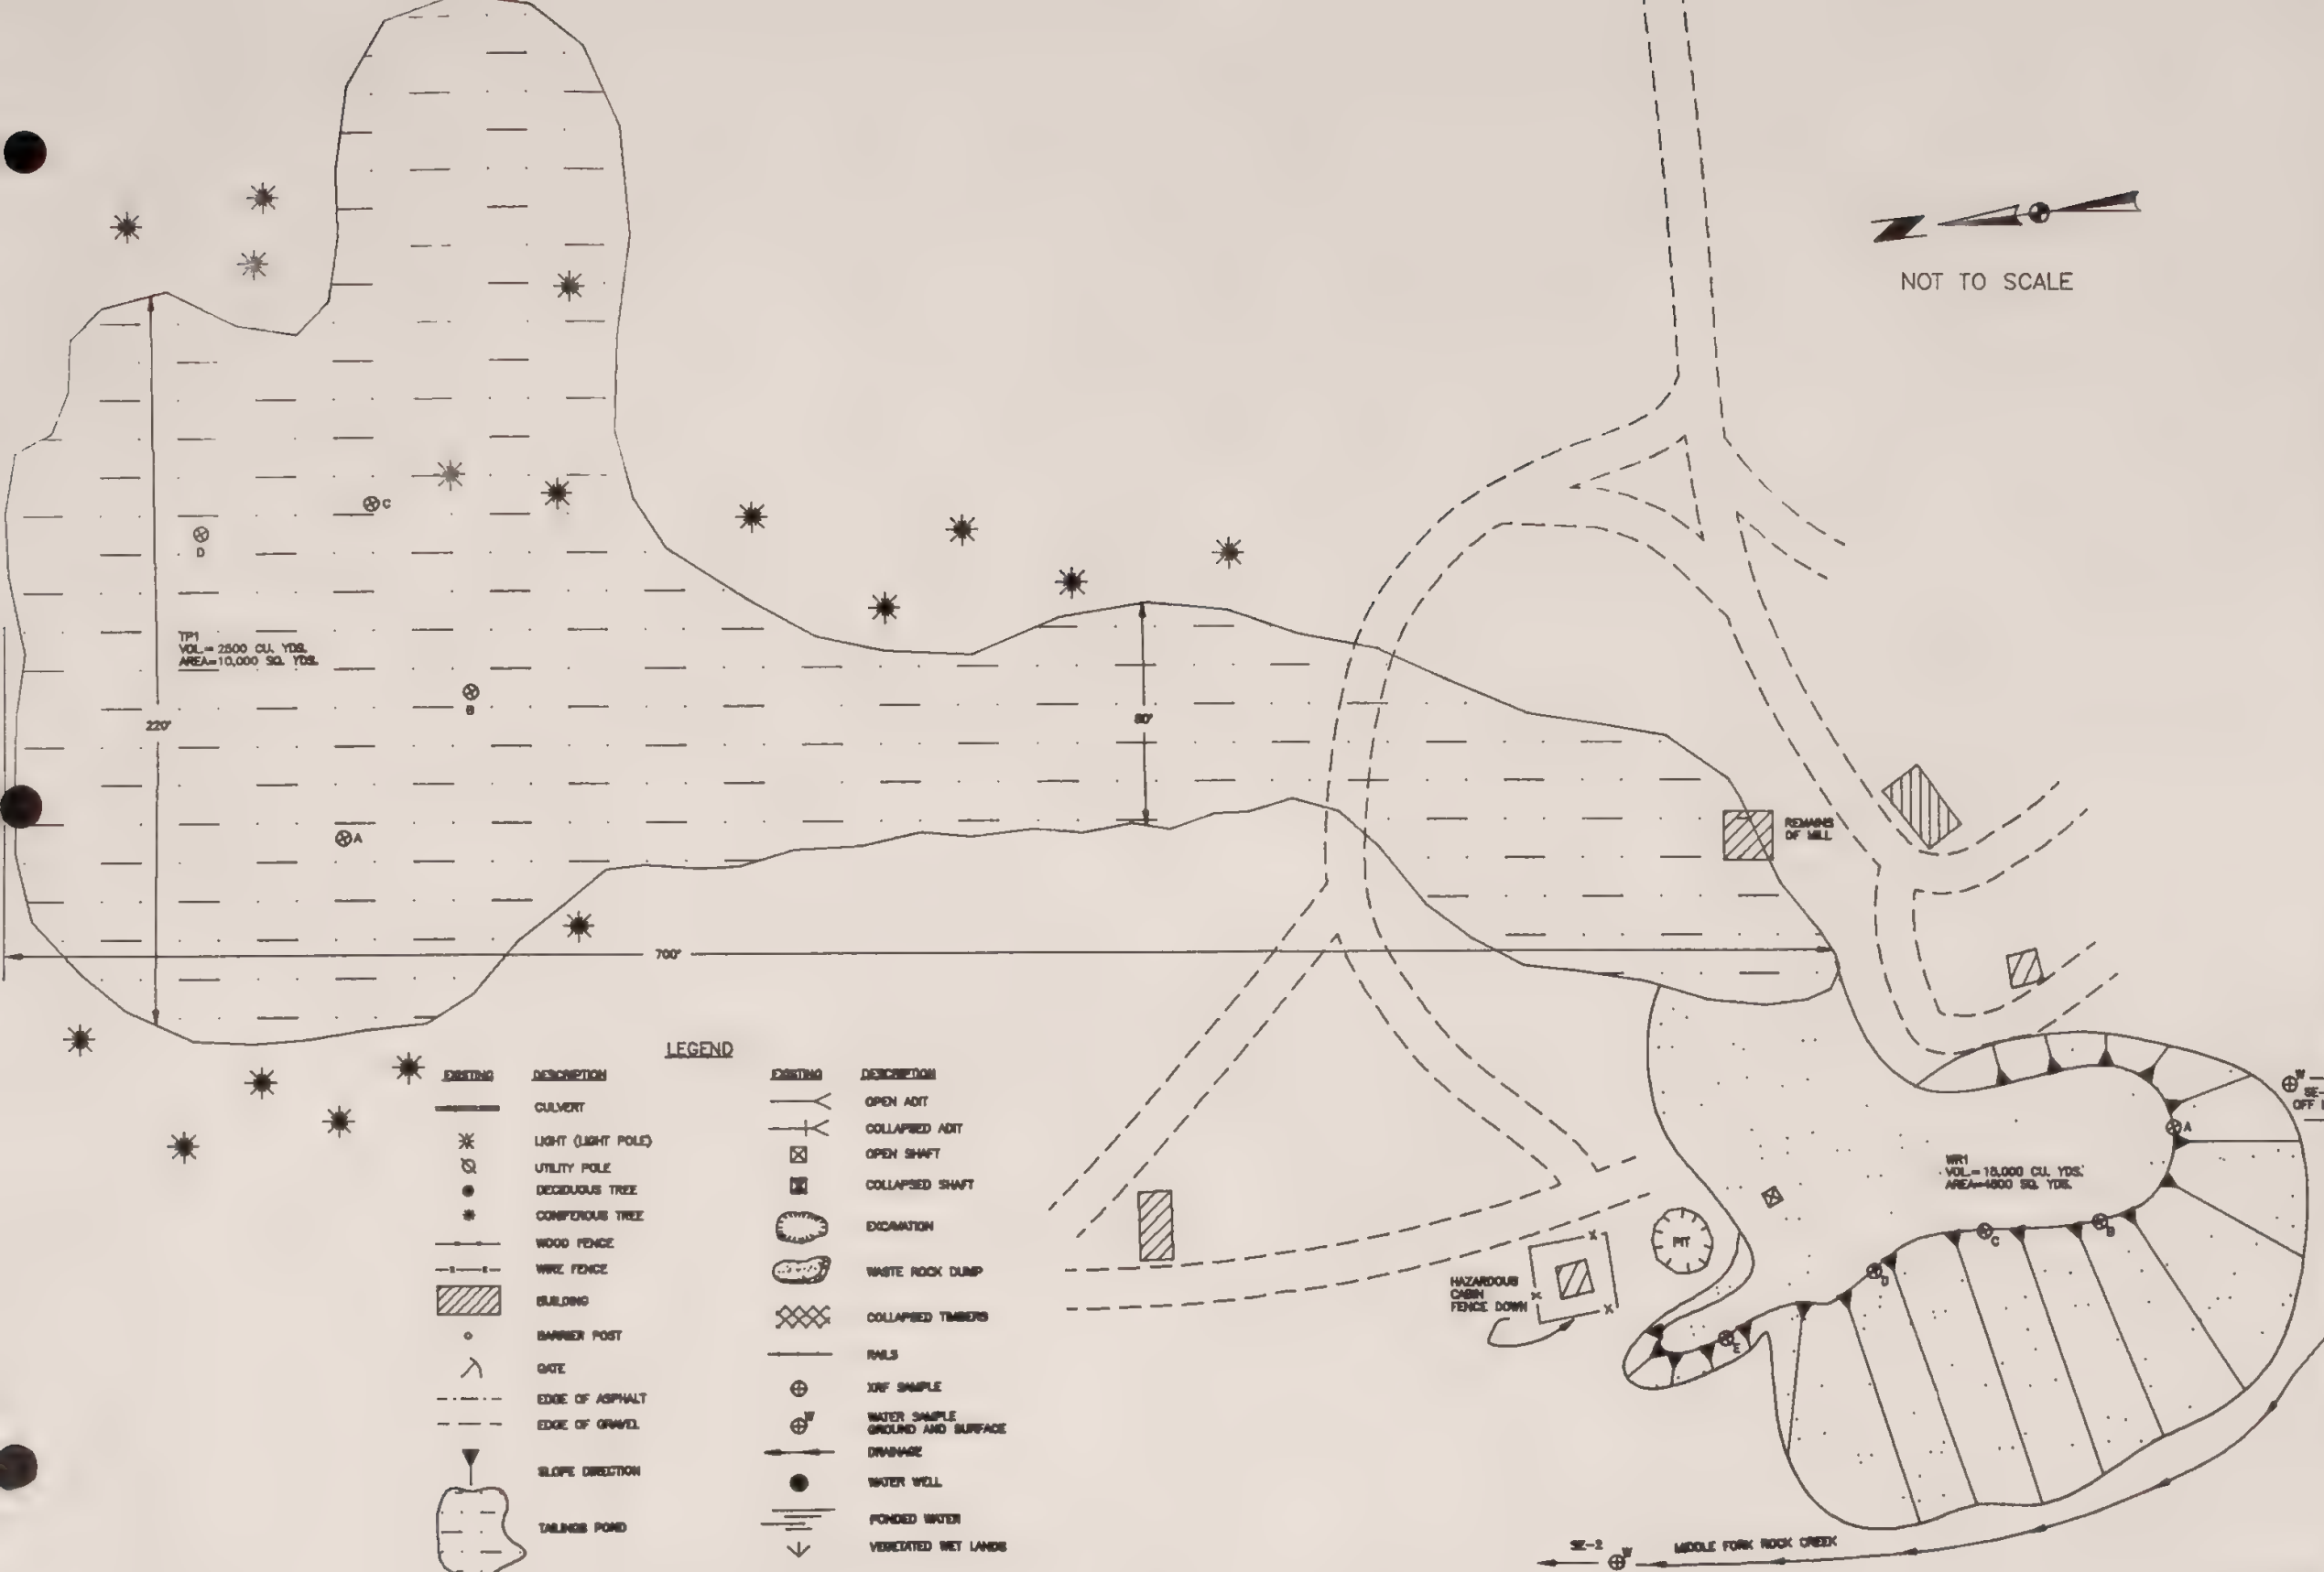 NOT TO SCALE
C
D
TP1
VOL.= 2500 CU. YDS.
AREA=10,000 SQ. YDS.
B
220'
80'
A
REMAINS
OF MILL
700'
LEGEND
EXISTING DESCRIPTION
CULVERT
LIGHT (LIGHT POLE)
UTILITY POLE
DECIDUOUS TREE
CONIFEROUS TREE
WOOD FENCE
WIRE FENCE
BUILDING
BARRIER POST
GATE
EDGE OF ASPHALT
EDGE OF GRAVEL
SLOPE DIRECTION
TAILINGS POND
EXISTING DESCRIPTION
OPEN ADIT
COLLAPSED ADIT
OPEN SHAFT
COLLAPSED SHAFT
EXCAVATION
WASTE ROCK DUMP
COLLAPSED TIMBERS
RAILS
XRF SAMPLE
W
WATER SAMPLE
GROUND AND SURFACE
DRAINAGE
WATER WELL
PONDED WATER
VEGETATED WET LANDS
W
SE-
OFF
A
WR1
VOL.= 15,000 CU. YDS.
AREA=4800 SQ. YDS.
B
C
D
E
PIT
HAZARDOUS
CABIN
FENCE DOWN
SE-2
W
MIDDLE FORK ROCK CREEK